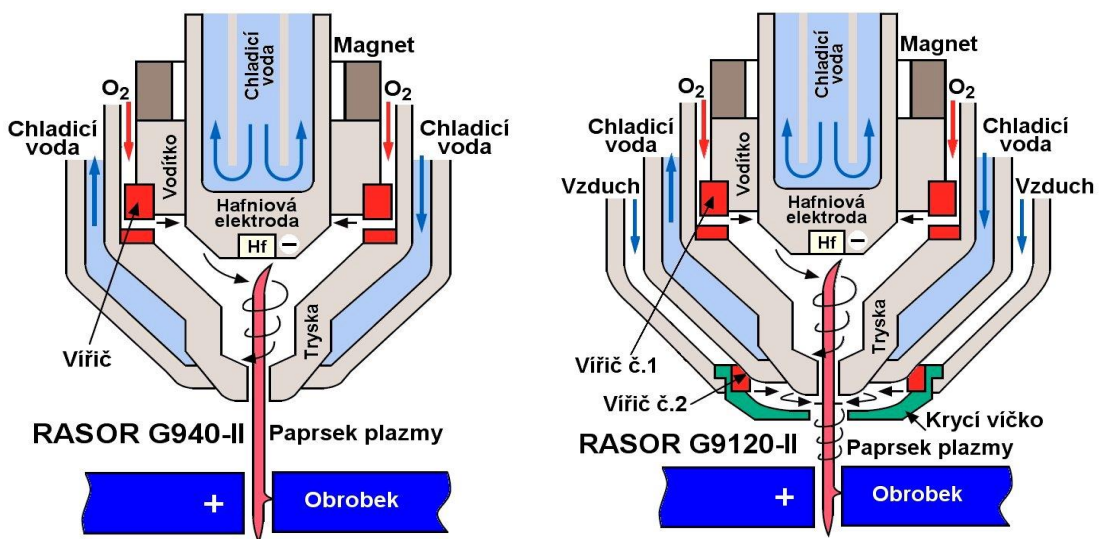 Chladicí
voda
Magnet
O2
O2
Chladicí
voda
Chladicí
voda
Vodítko
Hafniová
elektroda
Hf
−
Vířič
Tryska
RASOR G940-II
Paprsek plazmy
+
Obrobek
Chladicí
voda
Magnet
O2
O2
Chladicí
voda
Chladicí
voda
Vzduch
Vzduch
Vodítko
Hafniová
elektroda
Hf
−
Tryska
Vířič č.1
Vířič č.2
Krycí víčko
RASOR G9120-II
Paprsek plazmy
+
Obrobek